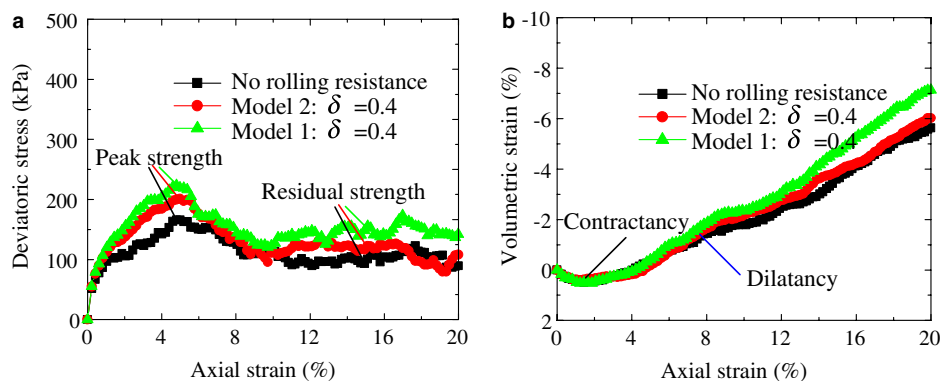 a
500
400
300
200
100
0
Deviatoric stress (kPa)
No rolling resistance
Model 2: δ =0.4
Model 1: δ =0.4
Peak strength
Residual strength
0 4 8 12 16 20
Axial strain (%)
b
-10
-8
-6
-4
-2
0
2
Volumetric strain (%)
No rolling resistance
Model 2: δ =0.4
Model 1: δ =0.4
Contractancy
Dilatancy
0 4 8 12 16 20
Axial strain (%)